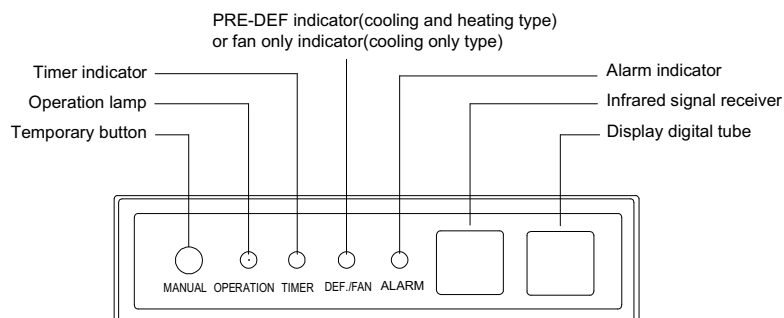 PRE-DEF indicator(cooling and heating type)
or fan only indicator(cooling only type)
Timer indicator
Alarm indicator
Operation lamp
Infrared signal receiver
Temporary button
Display digital tube
MANUAL OPERATION TIMER DEF./FAN ALARM